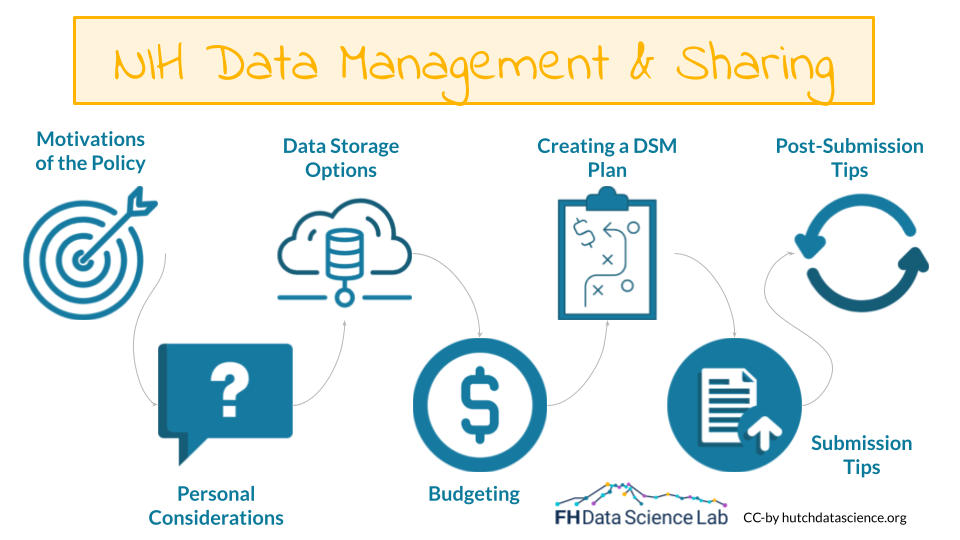 NIH Data Management & Sharing
Motivations
of the Policy
Data Storage
Options
Creating a DSM
Plan
Post-Submission
Tips
$
?
$
Personal
Considerations
Budgeting
Submission
Tips
FH Data Science Lab
CC-by hutchdatascience.org